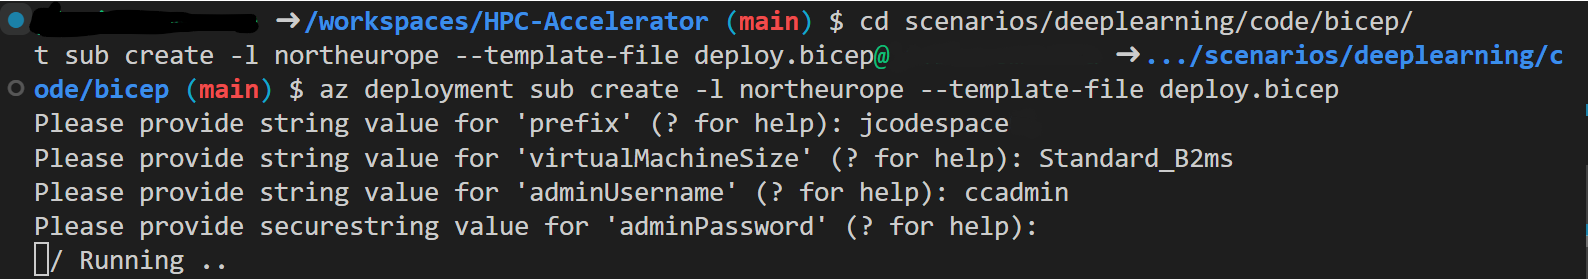 ➜/workspaces/HPC-Accelerator (main) $ cd scenarios/deeplearning/code/bicep/
t sub create -l northeurope --template-file deploy.bicep@ ➜.../scenarios/deeplearning/c
ode/bicep (main) $ az deployment sub create -l northeurope --template-file deploy.bicep
Please provide string value for 'prefix' (? for help): jcodespace
Please provide string value for 'virtualMachineSize' (? for help): Standard_B2ms
Please provide string value for 'adminUsername' (? for help): ccadmin
Please provide securestring value for 'adminPassword' (? for help):
/ Running ..